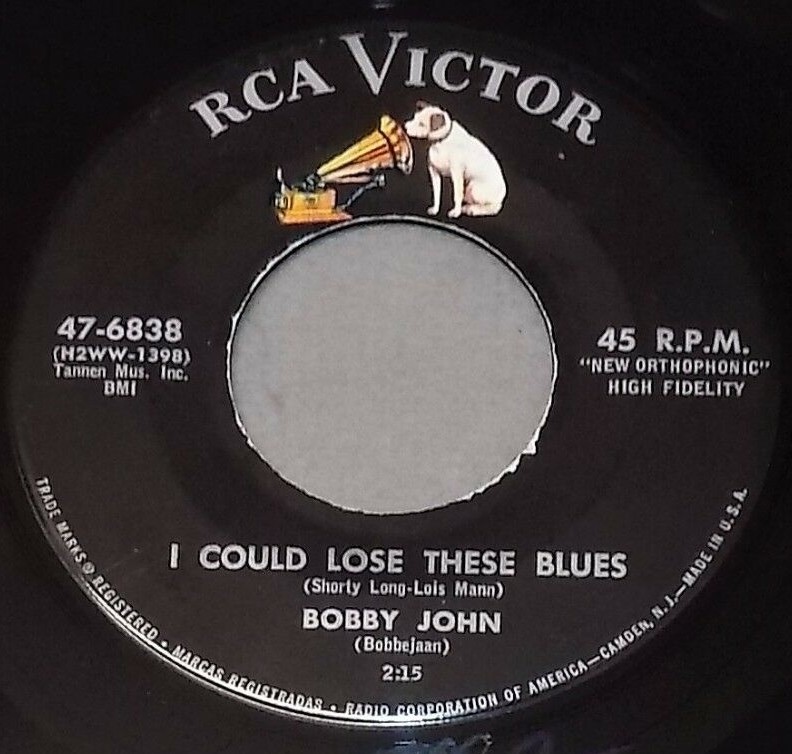 RCA VICTOR
47-6838
(H2WW-1398)
Tannen Mus. Inc.
BMI
45 R.P.M.
"NEW ORTHOPHONIC"
HIGH FIDELITY
I COULD LOSE THESE BLUES
(Shorty Long-Lois Mann)
BOBBY JOHN
(Bobbejaan)
2:15
TRADE MARKS ® REGISTERED • MARCAS REGISTRADAS • RADIO CORPORATION OF AMERICA—CAMDEN, N. J.—MADE IN U.S.A.